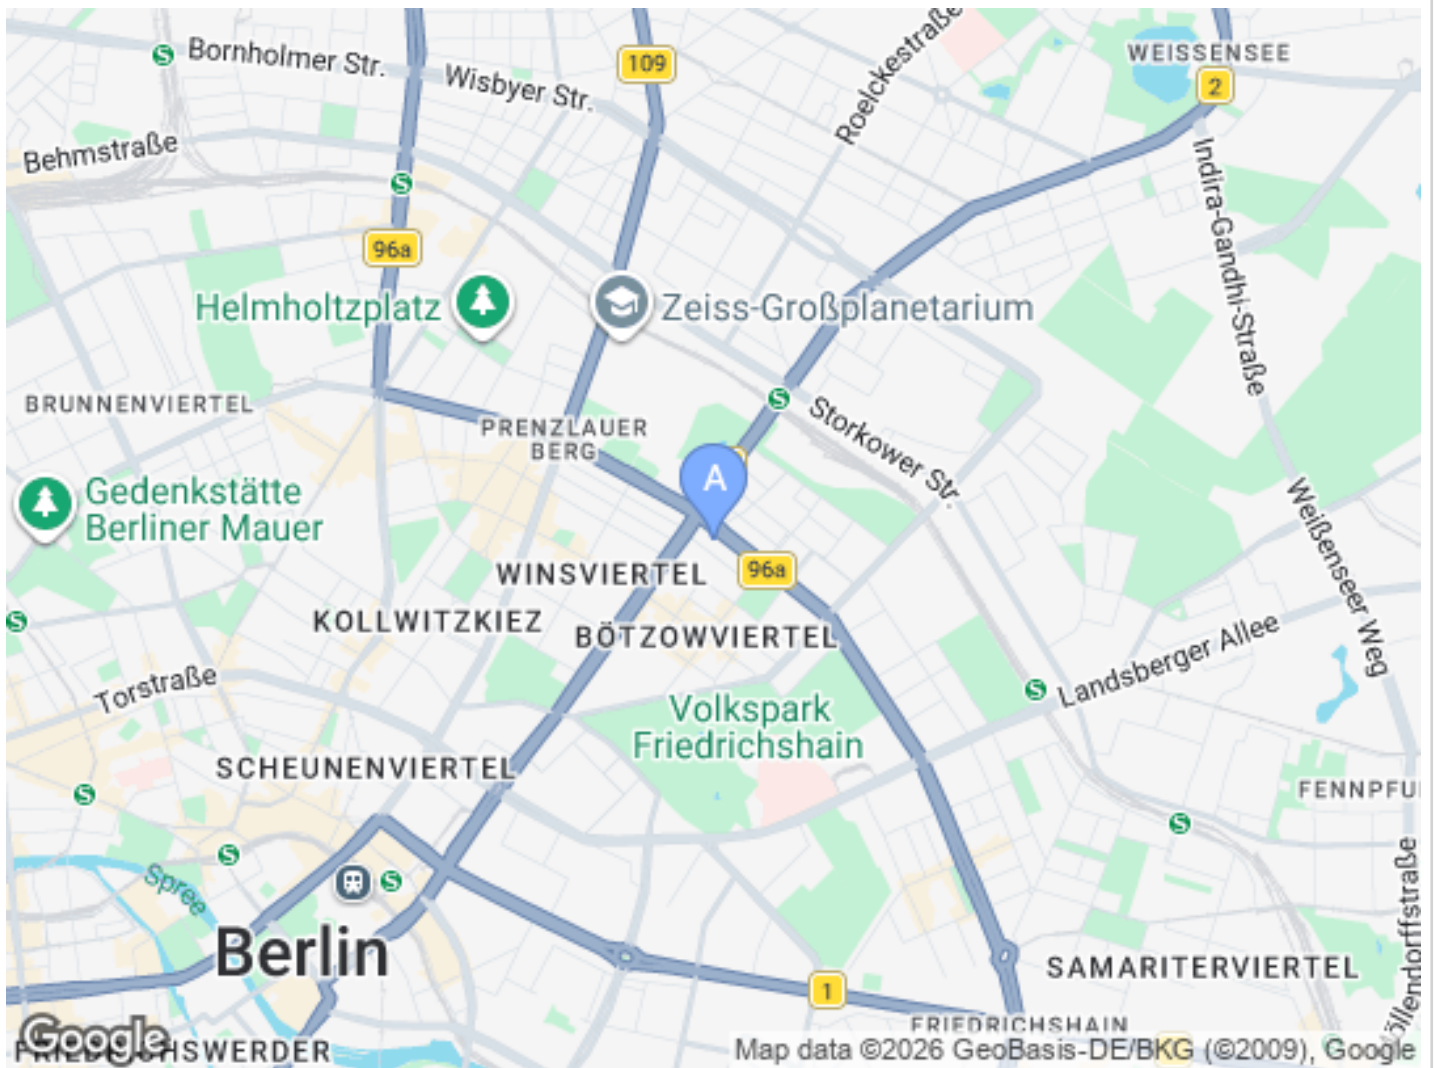 Bornholmer Str.
Wisbyer Str.
109
Roelckestraße
WEISSENSEE
2
Behmstraße
96a
Indira-Gandhi-Straße
Helmholtzplatz
Zeiss-Großplanetarium
BRUNNENVIERTEL
PRENZLAUER
BERG
Storkower Str.
A
Gedenkstätte
Berliner Mauer
Weißenseer Weg
WINSVIERTEL
96a
KOLLWITZKIEZ
BÖTZOWVIERTEL
Landsberger Allee
Torstraße
Volkspark
Friedrichshain
SCHEUNENVIERTEL
FENNPFU
Spree
Berlin
SAMARITERVIERTEL
1
öllendorffstraße
FRIEDRICHSHAIN
Google
FRIEDRICHSWERDER
Map data ©2026 GeoBasis-DE/BKG (©2009), Google